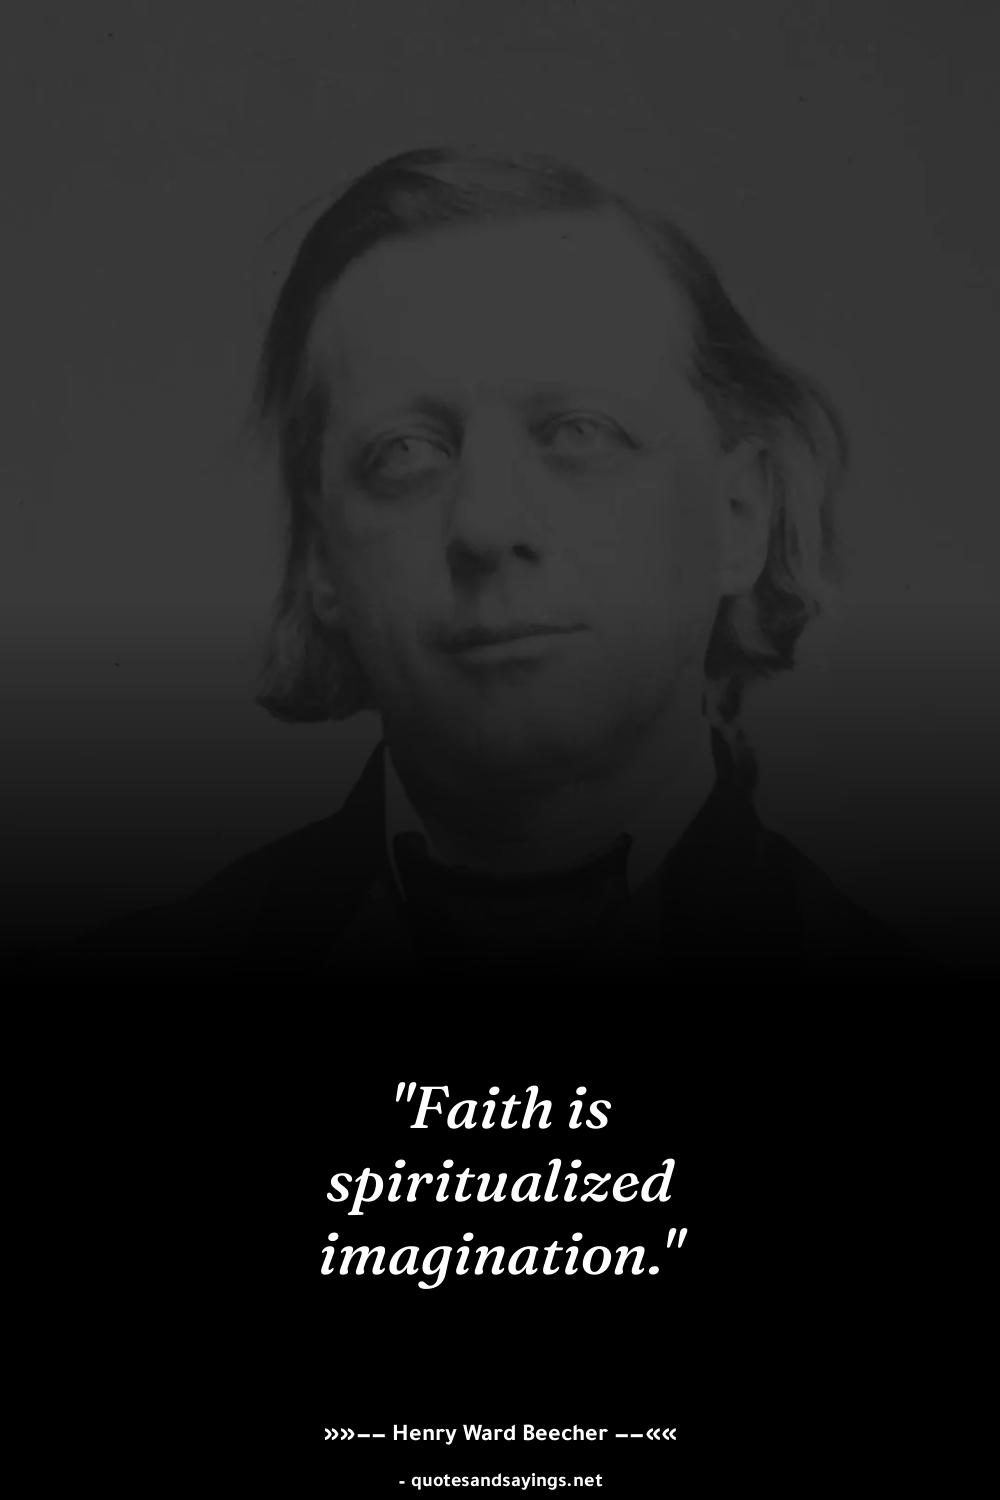 "Faith is
spiritualized
imagination."
»»−− Henry Ward Beecher −−««
- quotesandsayings.net